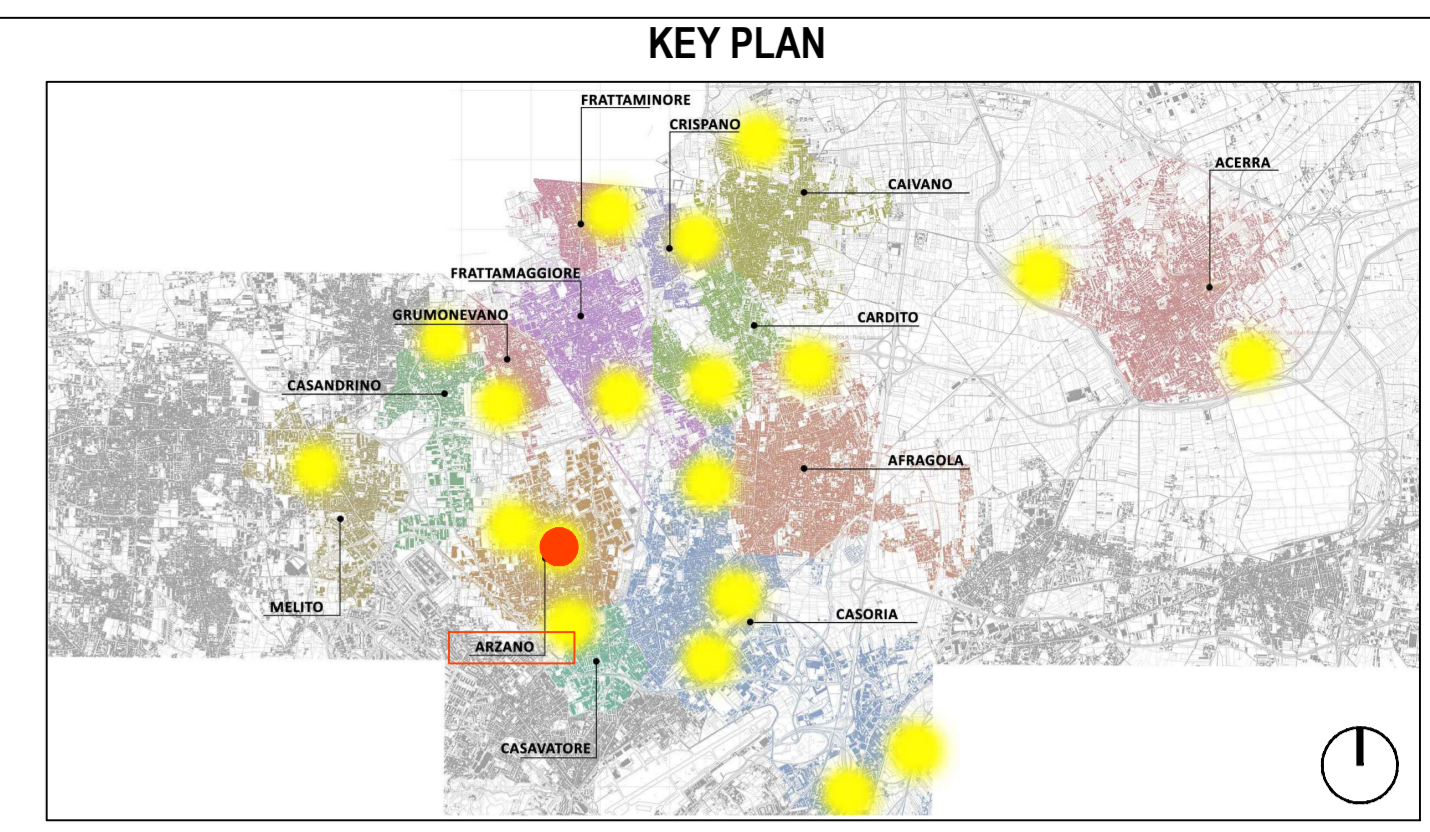 KEY PLAN
FRATTAMINORE
CRISPANO
ACERRA
CAIVANO
FRATTAMAGGIORE
GRUMONEVANO
CARDITO
CASANDRINO
AFRAGOLA
MELITO
CASORIA
ARZANO
CASAVATORE